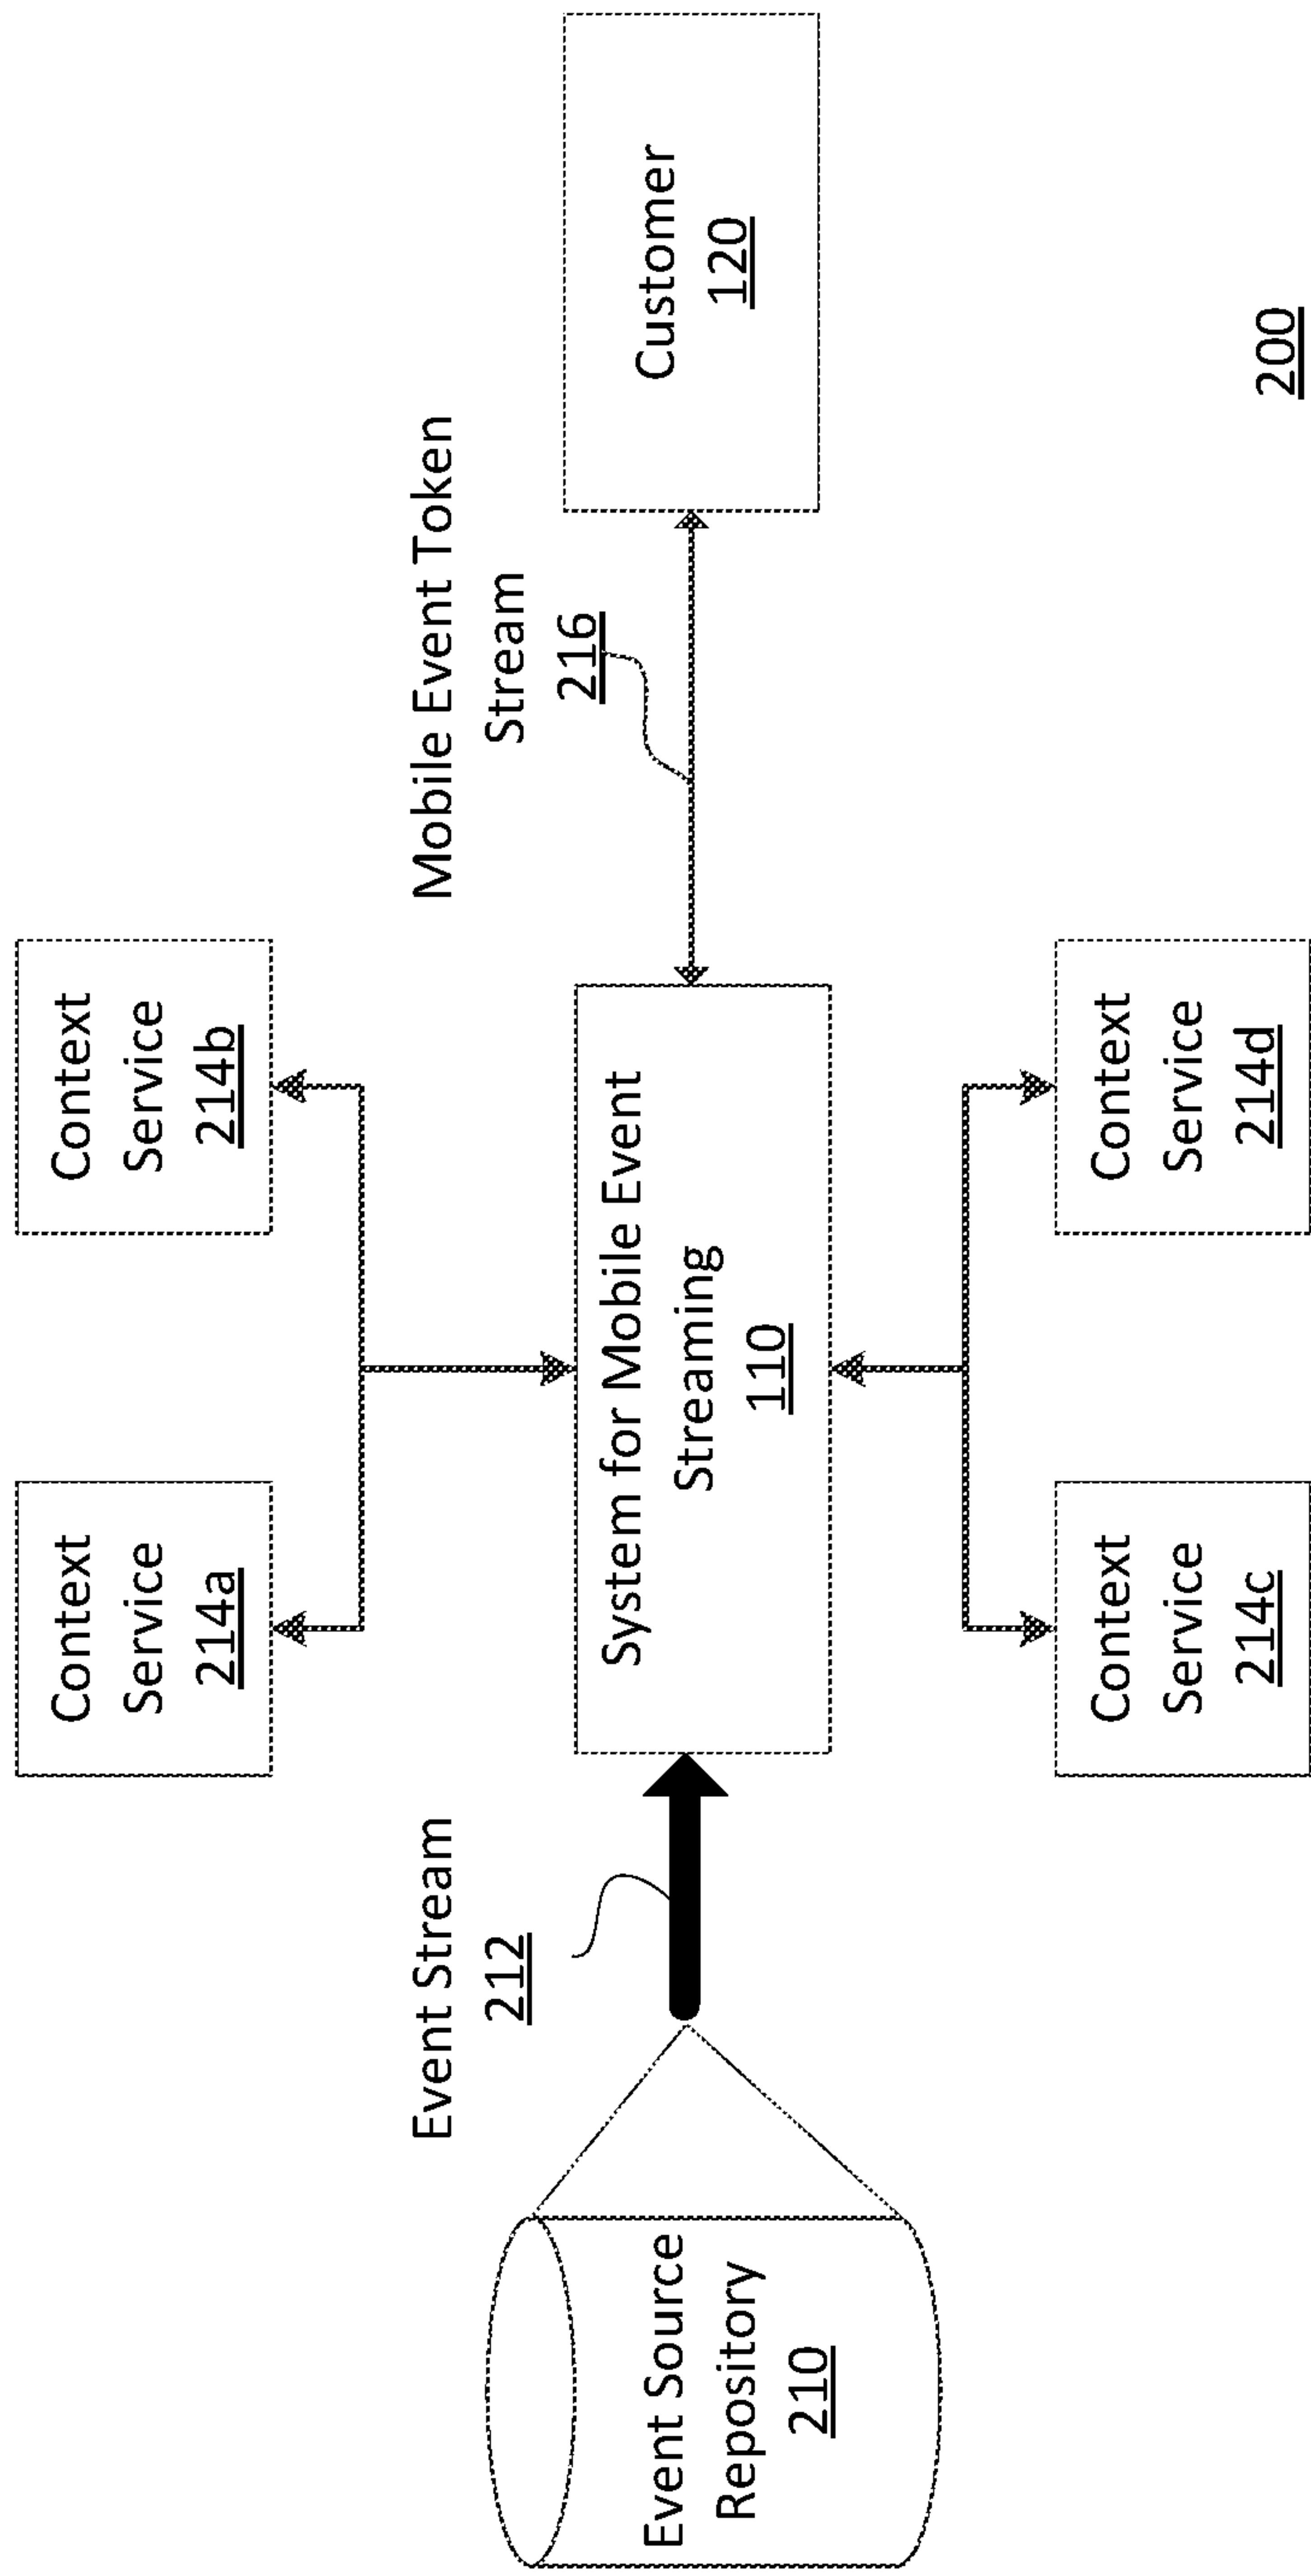 Context
Service
214a
Context
Service
214b
Event Stream
212
Mobile Event Token
Stream
216
Event Source
Repository
210
System for Mobile Event
Streaming
110
Customer
120
Context
Service
214c
Context
Service
214d
200